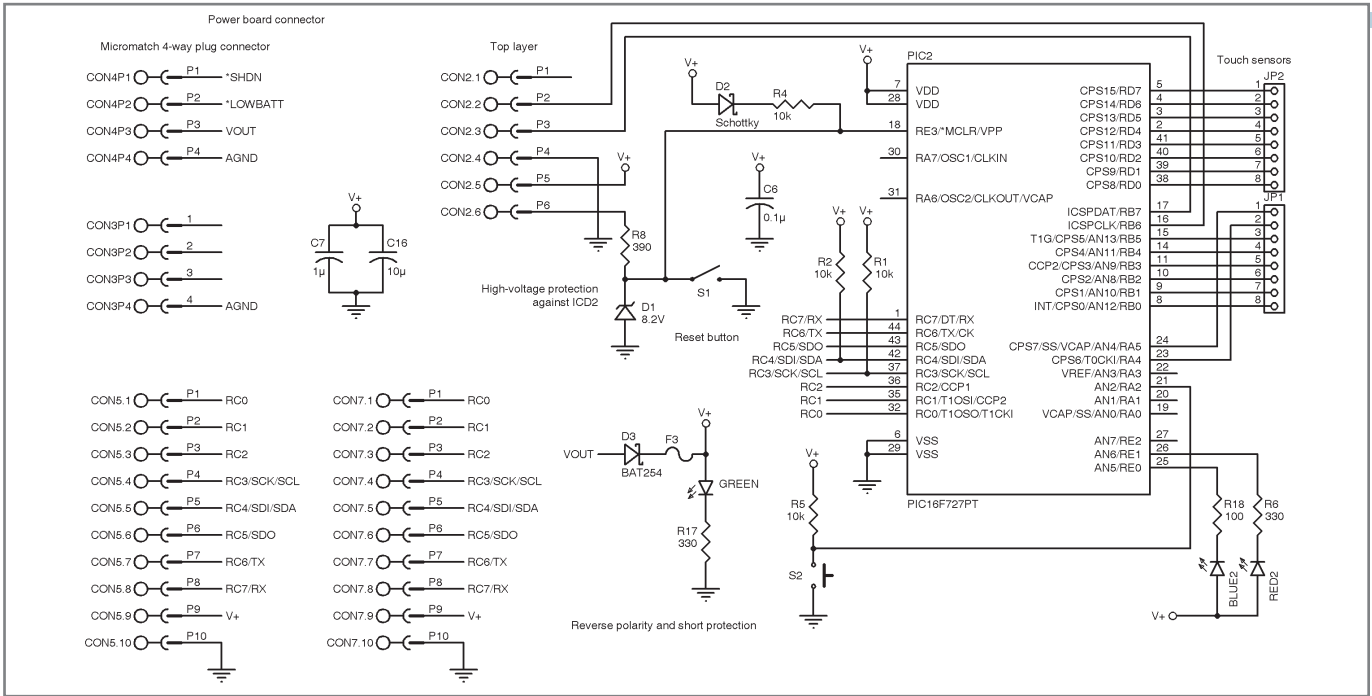 Power board connector
Micromatch 4-way plug connector
CON4P1 P1 *SHDN
CON4P2 P2 *LOWBATT
CON4P3 P3 VOUT
CON4P4 P4 AGND
CON3P1 1
CON3P2 2
CON3P3 3
CON3P4 4 AGND
V+
C7
1µ
C16
10µ
Top layer
CON2.1 P1
CON2.2 P2
CON2.3 P3
CON2.4 P4
CON2.5 P5 V+
CON2.6 P6
R8
390
High-voltage protection
against ICD2
D1
8.2V
S1
Reset button
V+
D2
Schottky
R4
10k
V+
C6
0.1µ
CON5.1 P1 RC0
CON5.2 P2 RC1
CON5.3 P3 RC2
CON5.4 P4 RC3/SCK/SCL
CON5.5 P5 RC4/SDI/SDA
CON5.6 P6 RC5/SDO
CON5.7 P7 RC6/TX
CON5.8 P8 RC7/RX
CON5.9 P9 V+
CON5.10 P10
CON7.1 P1 RC0
CON7.2 P2 RC1
CON7.3 P3 RC2
CON7.4 P4 RC3/SCK/SCL
CON7.5 P5 RC4/SDI/SDA
CON7.6 P6 RC5/SDO
CON7.7 P7 RC6/TX
CON7.8 P8 RC7/RX
CON7.9 P9 V+
CON7.10 P10
V+
VOUT
D3
BAT254
F3
GREEN
R17
330
Reverse polarity and short protection
V+
PIC2
7 VDD
28 VDD
18 RE3/*MCLR/VPP
30 RA7/OSC1/CLKIN
31 RA6/OSC2/CLKOUT/VCAP
V+ V+
R2
10k
R1
10k
RC7/RX 1 RC7/DT/RX
RC6/TX 44 RC6/TX/CK
RC5/SDO 43 RC5/SDO
RC4/SDI/SDA 42 RC4/SDI/SDA
RC3/SCK/SCL 37 RC3/SCK/SCL
RC2 36 RC2/CCP1
RC1 35 RC1/T1OSI/CCP2
RC0 32 RC0/T1OSO/T1CKI
6 VSS
29 VSS
PIC16F727PT
CPS15/RD7 5
CPS14/RD6 4
CPS13/RD5 3
CPS12/RD4 2
CPS11/RD3 41
CPS10/RD2 40
CPS9/RD1 39
CPS8/RD0 38
ICSPDAT/RB7 17
ICSPCLK/RB6 16
T1G/CPS5/AN13/RB5 15
CPS4/AN11/RB4 14
CCP2/CPS3/AN9/RB3 11
CPS2/AN8/RB2 10
CPS1/AN10/RB1 9
INT/CPS0/AN12/RB0 8
CPS7/SS/VCAP/AN4/RA5 24
CPS6/T0CKI/RA4 23
VREF/AN3/RA3 22
AN2/RA2 21
AN1/RA1 20
VCAP/SS/AN0/RA0 19
AN7/RE2 27
AN6/RE1 26
AN5/RE0 25
Touch sensors
JP2
1
2
3
4
5
6
7
8
JP1
1
2
3
4
5
6
7
8
V+
R5
10k
S2
R18
100
R6
330
BLUE2
RED2
V+